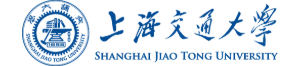 上海交通大學
SHANGHAI JIAO TONG UNIVERSITY